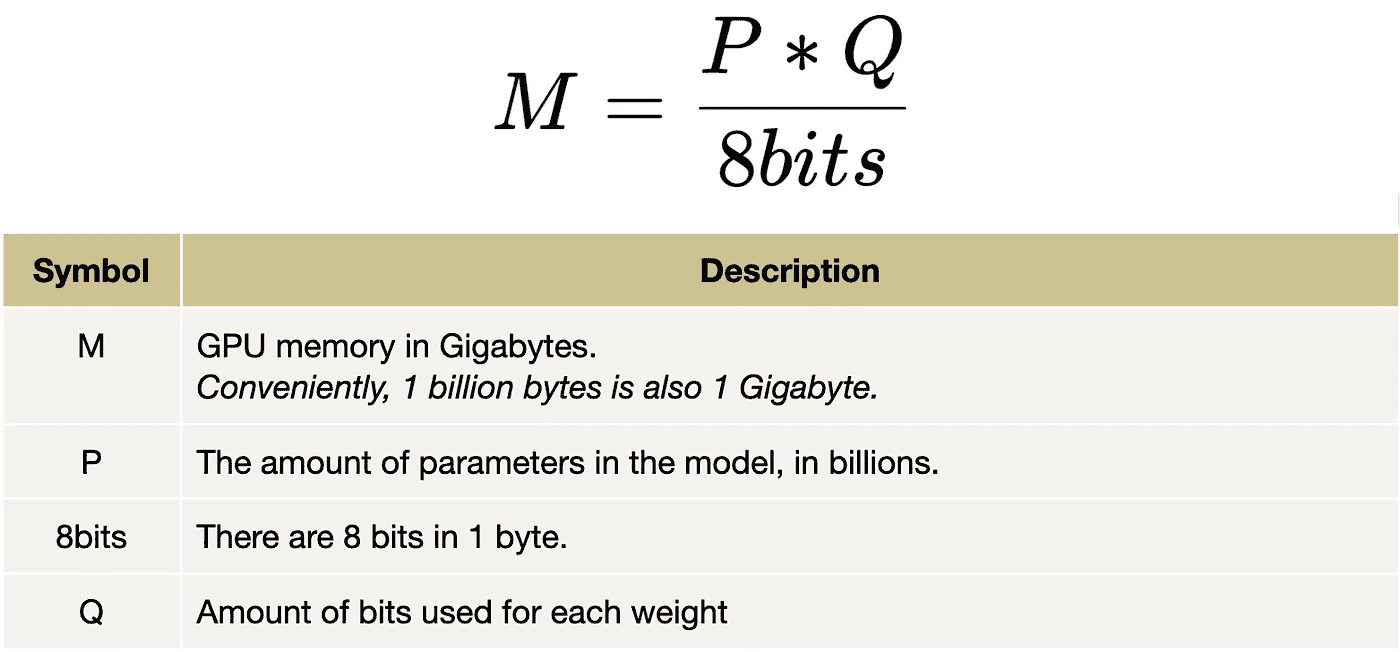 M = P * Q / 8bits
Symbol Description
M GPU memory in Gigabytes.
Conveniently, 1 billion bytes is also 1 Gigabyte.
P The amount of parameters in the model, in billions.
8bits There are 8 bits in 1 byte.
Q Amount of bits used for each weight